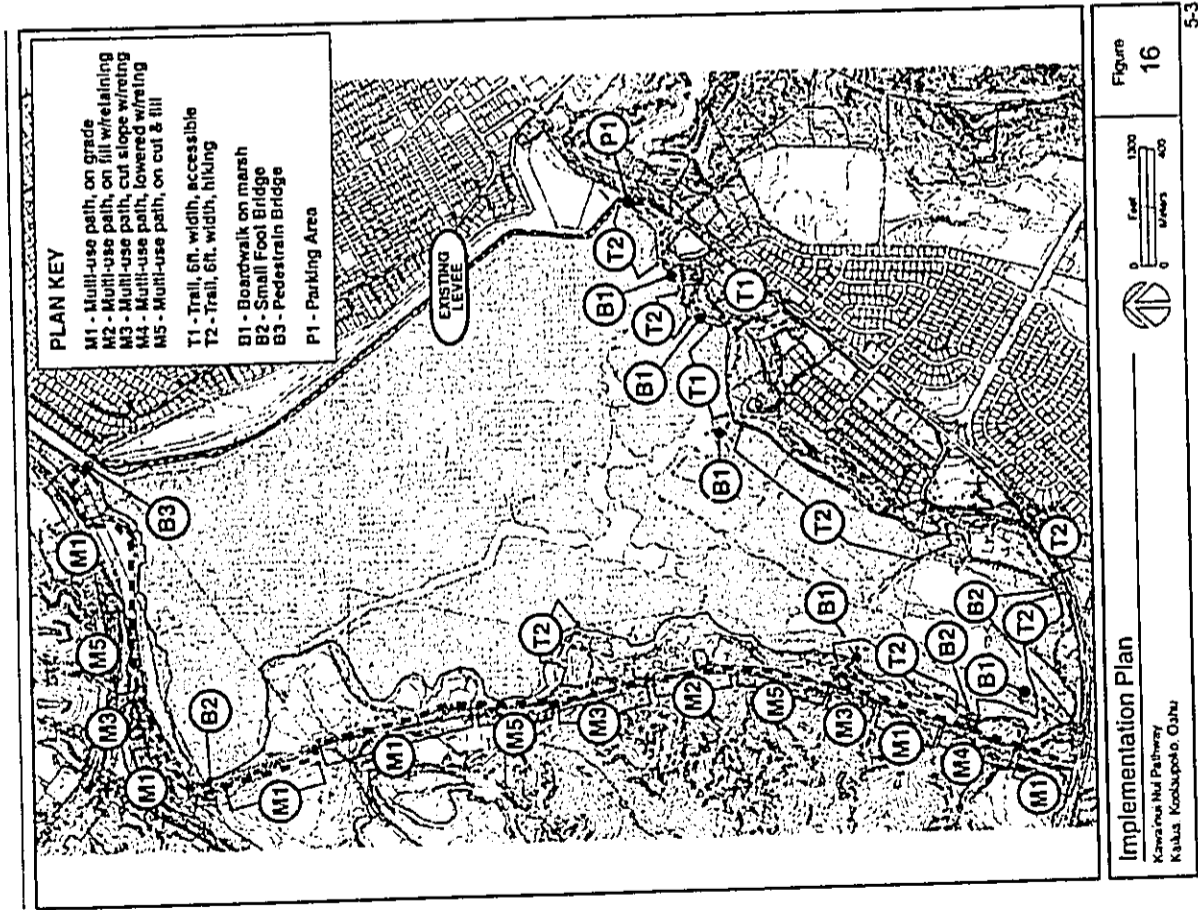 PLAN KEY
M1 - Multi-use path, on grade
M2 - Multi-use path, on fill w/retaining
M3 - Multi-use path, cut slope w/retng
M4 - Multi-use path, lowered w/retng
M5 - Multi-use path, on cut & fill
T1 - Trail, 6ft. width, accessible
T2 - Trail, 6ft. width, hiking
B1 - Boardwalk on marsh
B2 - Small Foot Bridge
B3 - Pedestrain Bridge
P1 - Parking Area
EXISTING
LEVEE
P1
T2
B1
T2
B1
T1
T1
B1
T2
B3
M1
M5
M3
M1
B2
M1
M1
M5
T2
M3
M2
M5
B1
M3
T2
M1
B2
M4
B1
M1
T2
B2
T2
Implementation Plan
Kawainui Hui Pathway
Kailua, Koolaupoko, Oahu
0 Feet 1300
0 Meters 400
Figure
16
5-3